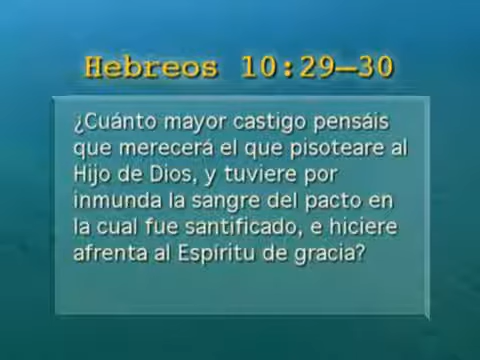 Hebreos 10:29–30
¿Cuánto mayor castigo pensáis
que merecerá el que pisoteare al
Hijo de Dios, y tuviere por
inmunda la sangre del pacto en
la cual fue santificado, e hiciere
afrenta al Espíritu de gracia?